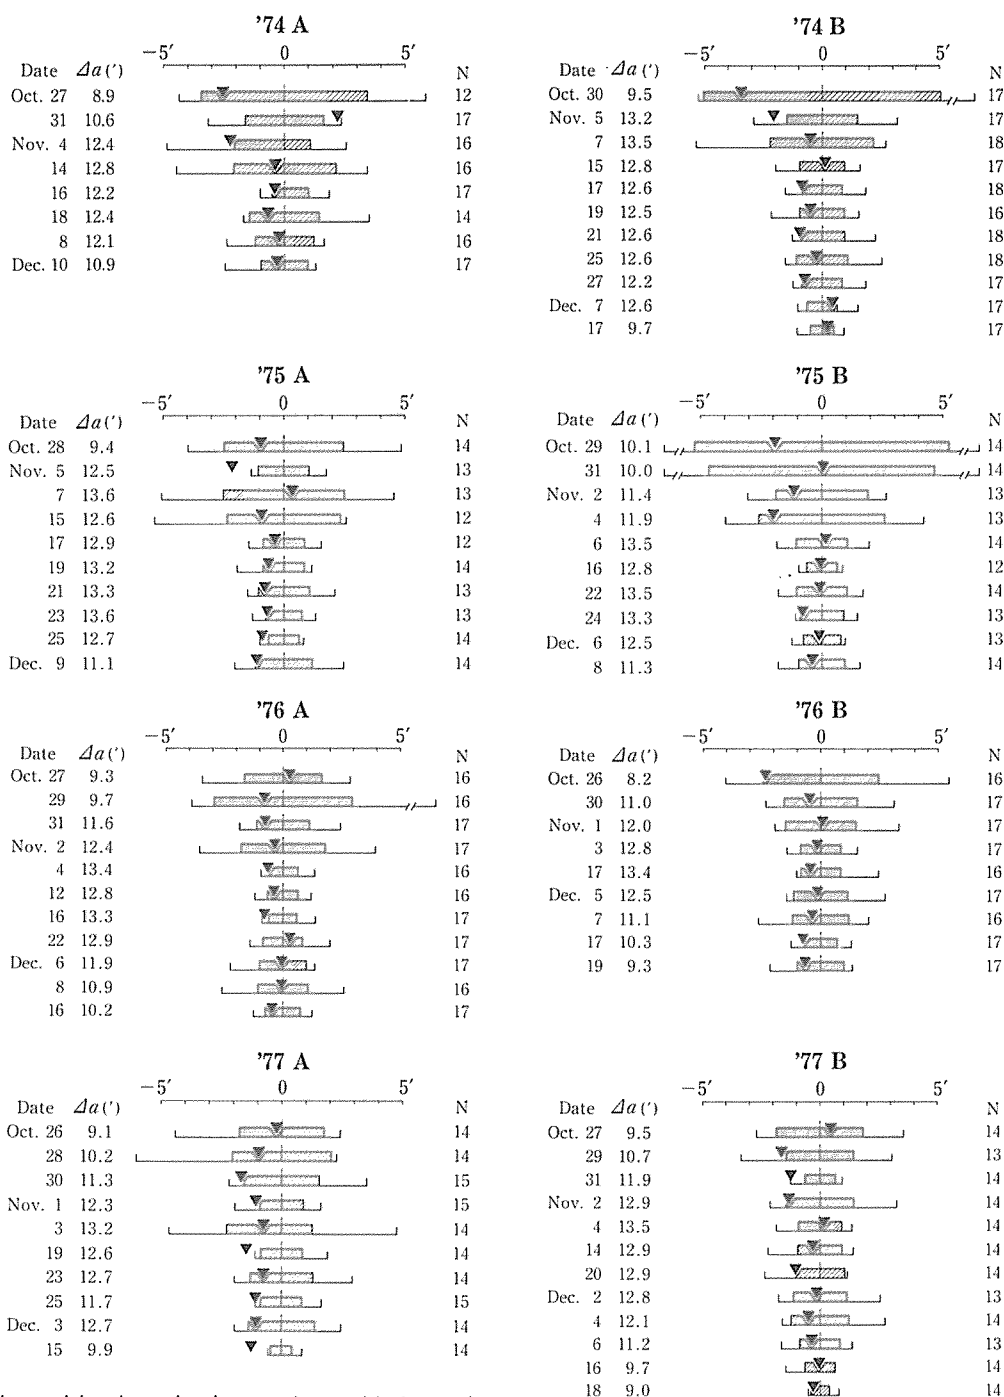 '74 A
−5′ 0 5′
Date Δa (′) N
Oct. 27 8.9 12
31 10.6 17
Nov. 4 12.4 16
14 12.8 16
16 12.2 17
18 12.4 14
8 12.1 16
Dec. 10 10.9 17
'74 B
−5′ 0 5′
Date Δa (′) N
Oct. 30 9.5 17
Nov. 5 13.2 17
7 13.5 18
15 12.8 17
17 12.6 18
19 12.5 16
21 12.6 18
25 12.6 18
27 12.2 17
Dec. 7 12.6 17
17 9.7 17
'75 A
−5′ 0 5′
Date Δa (′) N
Oct. 28 9.4 14
Nov. 5 12.5 13
7 13.6 13
15 12.6 12
17 12.9 12
19 13.2 14
21 13.3 13
23 13.6 13
25 12.7 14
Dec. 9 11.1 14
'75 B
−5′ 0 5′
Date Δa (′) N
Oct. 29 10.1 14
31 10.0 14
Nov. 2 11.4 13
4 11.9 13
6 13.5 14
16 12.8 12
22 13.5 14
24 13.3 14
Dec. 6 12.5 13
8 11.3 14
'76 A
−5′ 0 5′
Date Δa (′) N
Oct. 27 9.3 16
29 9.7 16
31 11.6 17
Nov. 2 12.4 17
4 13.4 16
12 12.8 16
16 13.3 17
22 12.9 17
Dec. 6 11.9 17
8 10.9 16
16 10.2 17
'76 B
−5′ 0 5′
Date Δa (′) N
Oct. 26 8.2 16
30 11.0 17
Nov. 1 12.0 17
3 12.8 17
17 13.4 16
Dec. 5 12.5 17
7 11.1 16
17 10.3 17
19 9.3 17
'77 A
−5′ 0 5′
Date Δa (′) N
Oct. 26 9.1 14
28 10.2 14
30 11.3 15
Nov. 1 12.3 15
3 13.2 14
19 12.6 14
23 12.7 14
25 11.7 15
Dec. 3 12.7 14
15 9.9 14
'77 B
−5′ 0 5′
Date Δa (′) N
Oct. 27 9.5 14
29 10.7 13
31 11.9 14
Nov. 2 12.9 14
4 13.5 14
14 12.9 14
20 12.9 14
Dec. 2 12.8 13
4 12.1 14
6 11.2 13
16 9.7 14
18 9.0 14